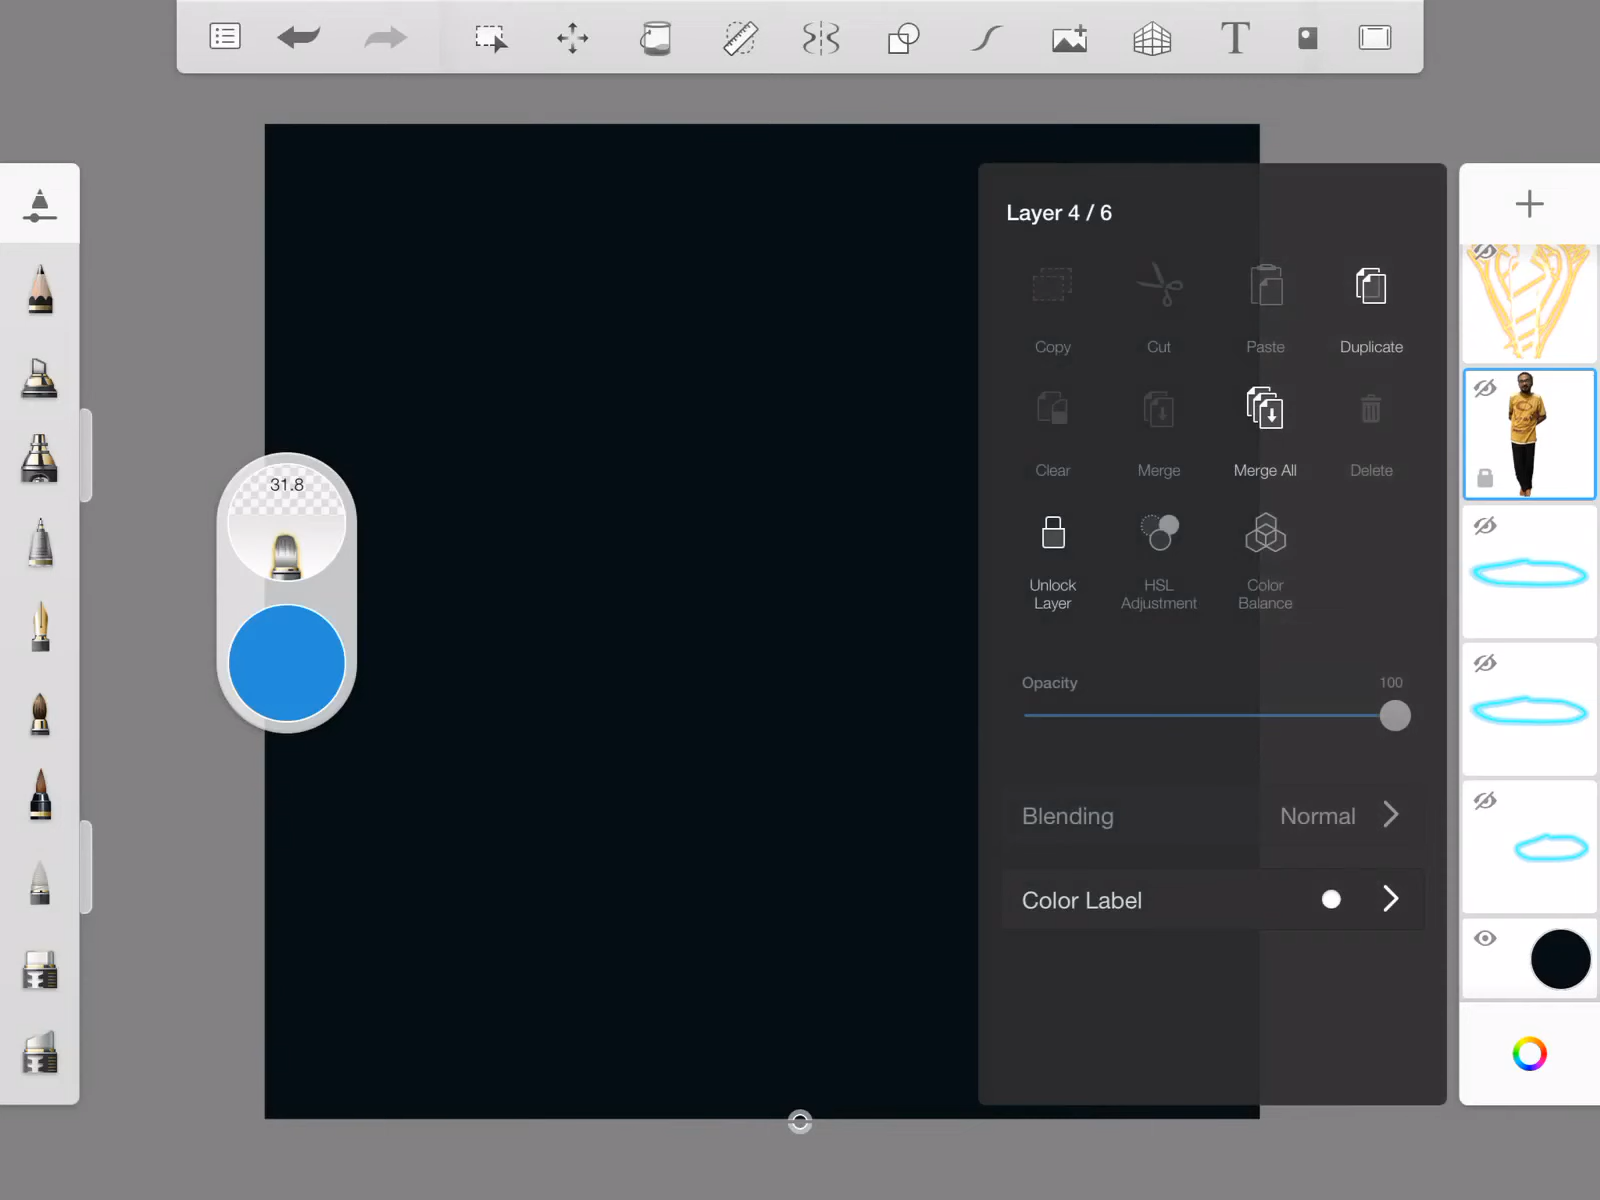 T
Layer 4 / 6
Copy
Cut
Paste
Duplicate
Clear
Merge
Merge All
Delete
Unlock
Layer
HSL
Adjustment
Color
Balance
31.8
Opacity
100
Blending
Normal
Color Label